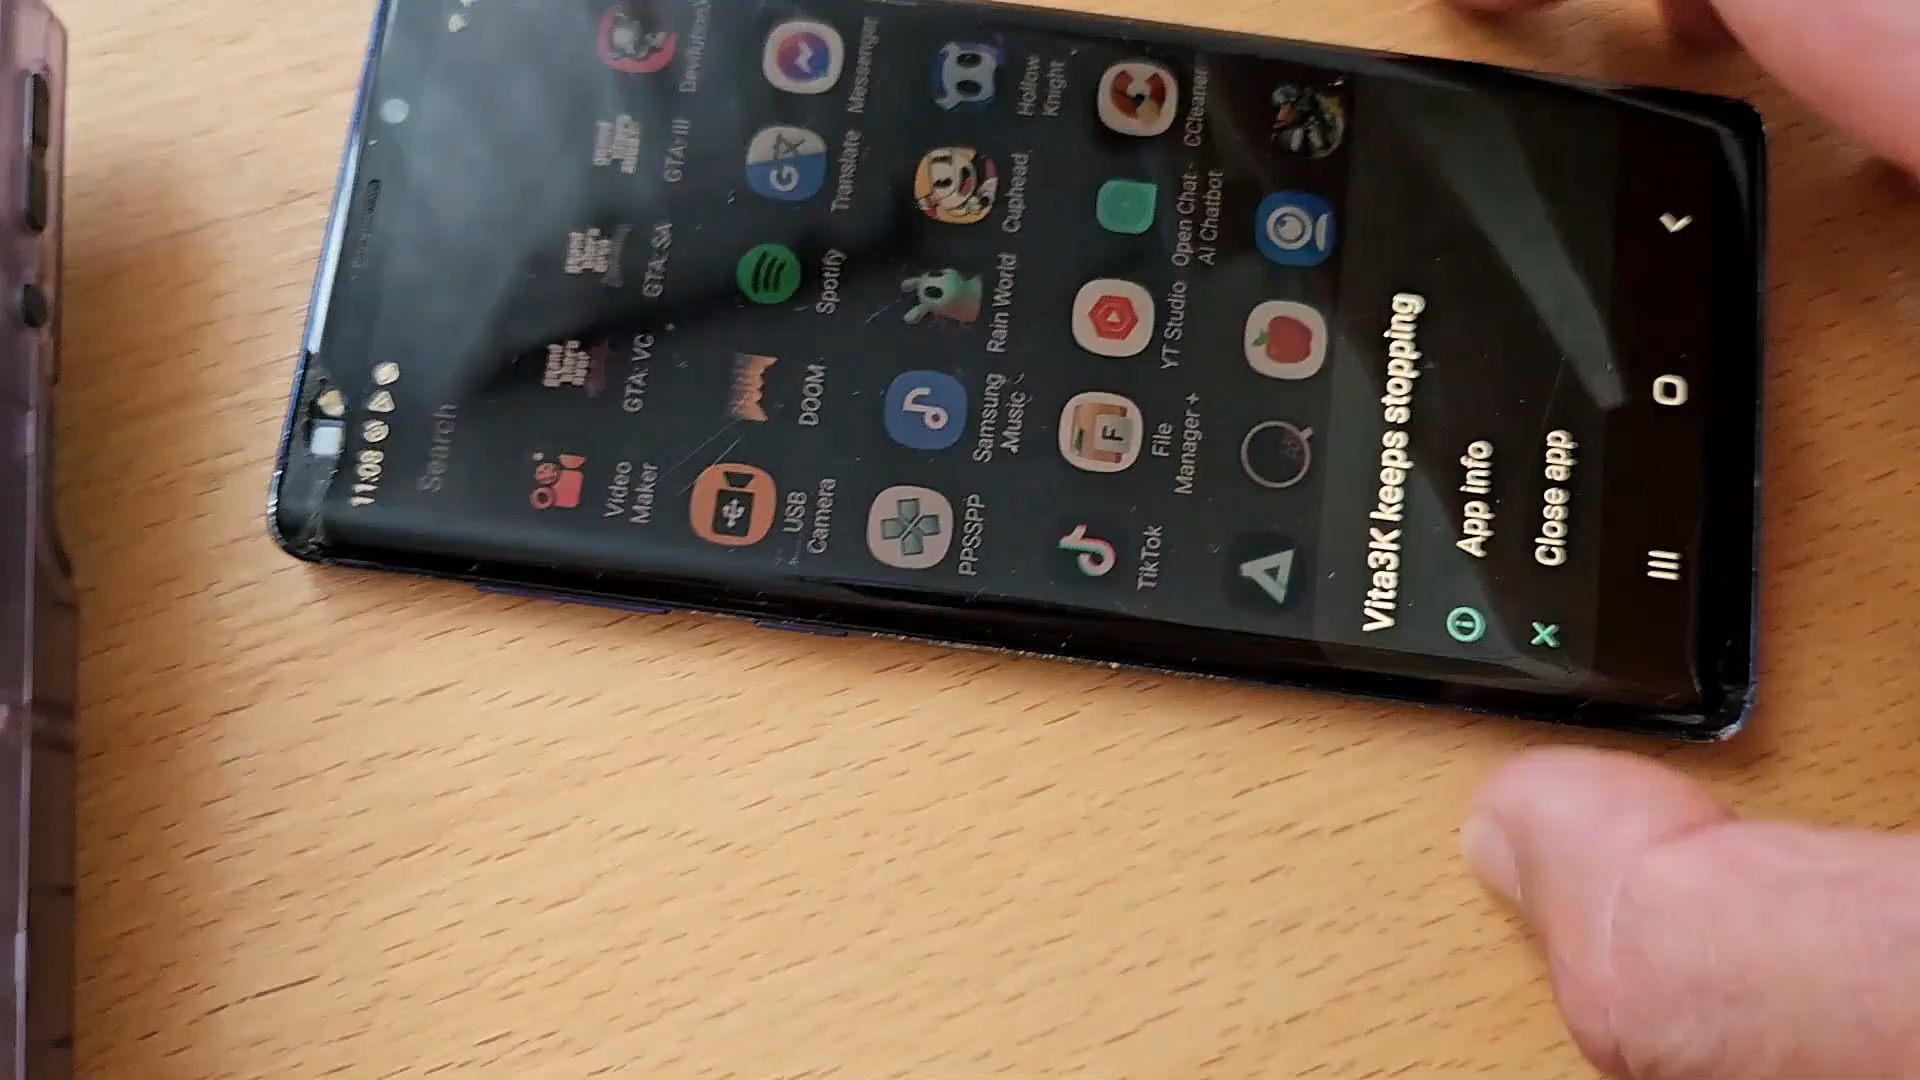 11:08
Search
Video
Maker
GTA: VC
GTA: SA
GTA III
USB
Camera
DOOM
Spotify
Translate
Messenger
PPSSPP
Samsung
Music
Rain World
Cuphead
Hollow
Knight
TikTok
File
Manager +
YT Studio
Open Chat-
AI Chatbot
CCleaner
Vita3K keeps stopping
App info
Close app